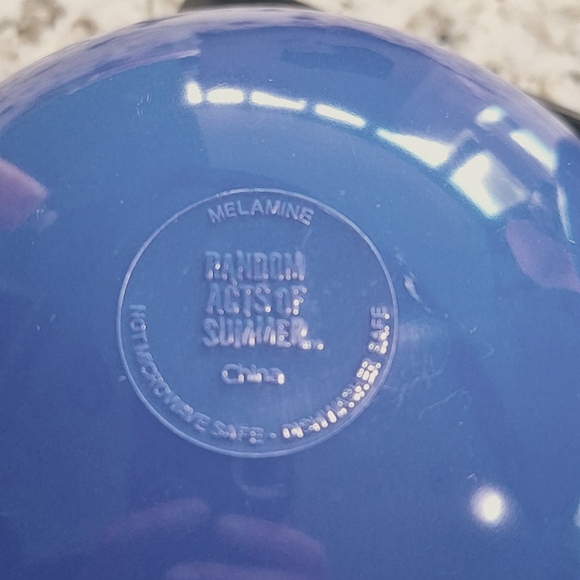 MELAMINE
RANDOM
ACTS OF
SUMMER
China
NOT MICROWAVE SAFE - DISHWASHER SAFE